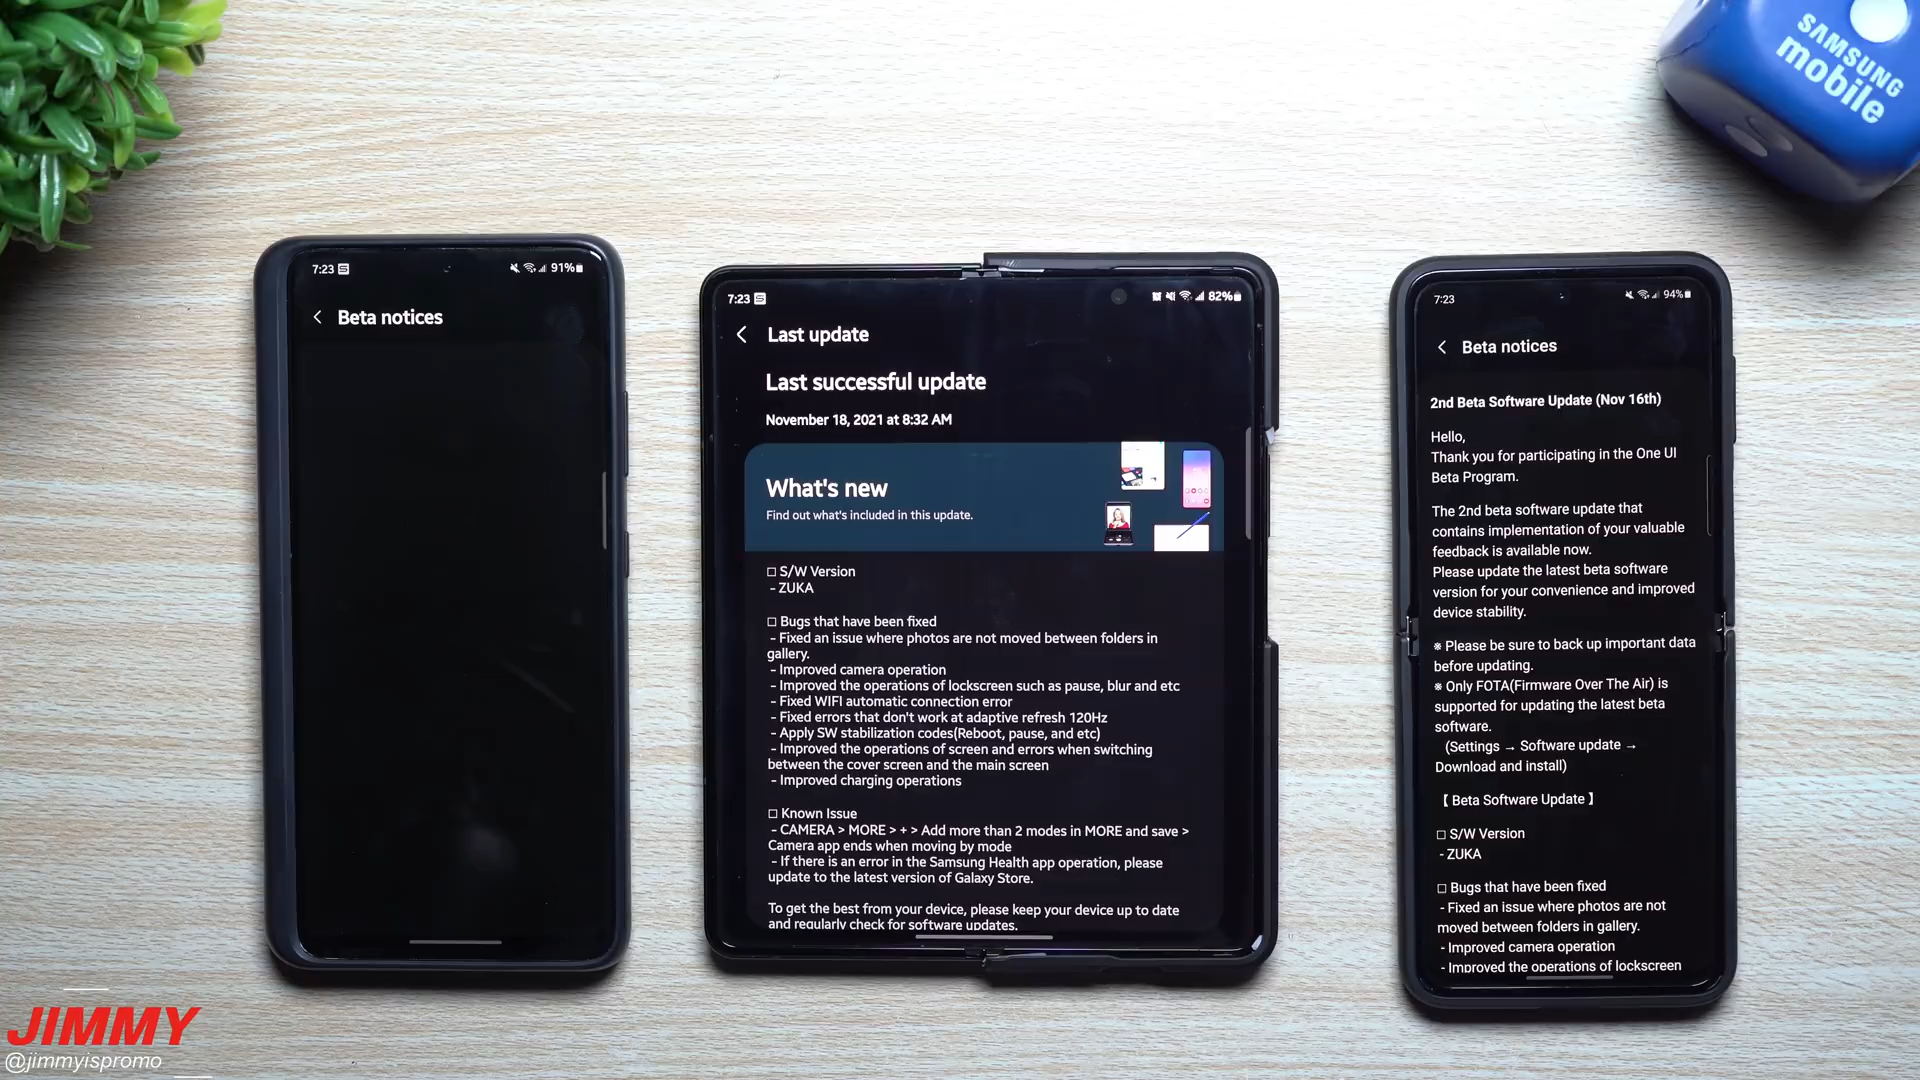 SAMSUNG
mobile
7:23
91%
Beta notices
7:23
82%
Last update
Last successful update
November 18, 2021 at 8:32 AM
What's new
Find out what's included in this update.
□ S/W Version
- ZUKA
□ Bugs that have been fixed
- Fixed an issue where photos are not moved between folders in
gallery.
- Improved camera operation
- Improved the operations of lockscreen such as pause, blur and etc
- Fixed WIFI automatic connection error
- Fixed errors that don't work at adaptive refresh 120Hz
- Apply SW stabilization codes(Reboot, pause, and etc)
- Improved the operations of screen and errors when switching
between the cover screen and the main screen
- Improved charging operations
□ Known Issue
- CAMERA > MORE > + > Add more than 2 modes in MORE and save >
Camera app ends when moving by mode
- If there is an error in the Samsung Health app operation, please
update to the latest version of Galaxy Store.
To get the best from your device, please keep your device up to date
and regularly check for software updates.
7:23
94%
Beta notices
2nd Beta Software Update (Nov 16th)
Hello,
Thank you for participating in the One UI
Beta Program.
The 2nd beta software update that
contains implementation of your valuable
feedback is available now.
Please update the latest beta software
version for your convenience and improved
device stability.
※ Please be sure to back up important data
before updating.
※ Only FOTA(Firmware Over The Air) is
supported for updating the latest beta
software.
(Settings → Software update →
Download and install)
【 Beta Software Update 】
□ S/W Version
- ZUKA
□ Bugs that have been fixed
- Fixed an issue where photos are not
moved between folders in gallery.
- Improved camera operation
- Improved the operations of lockscreen
JIMMY
@jimmyispromo